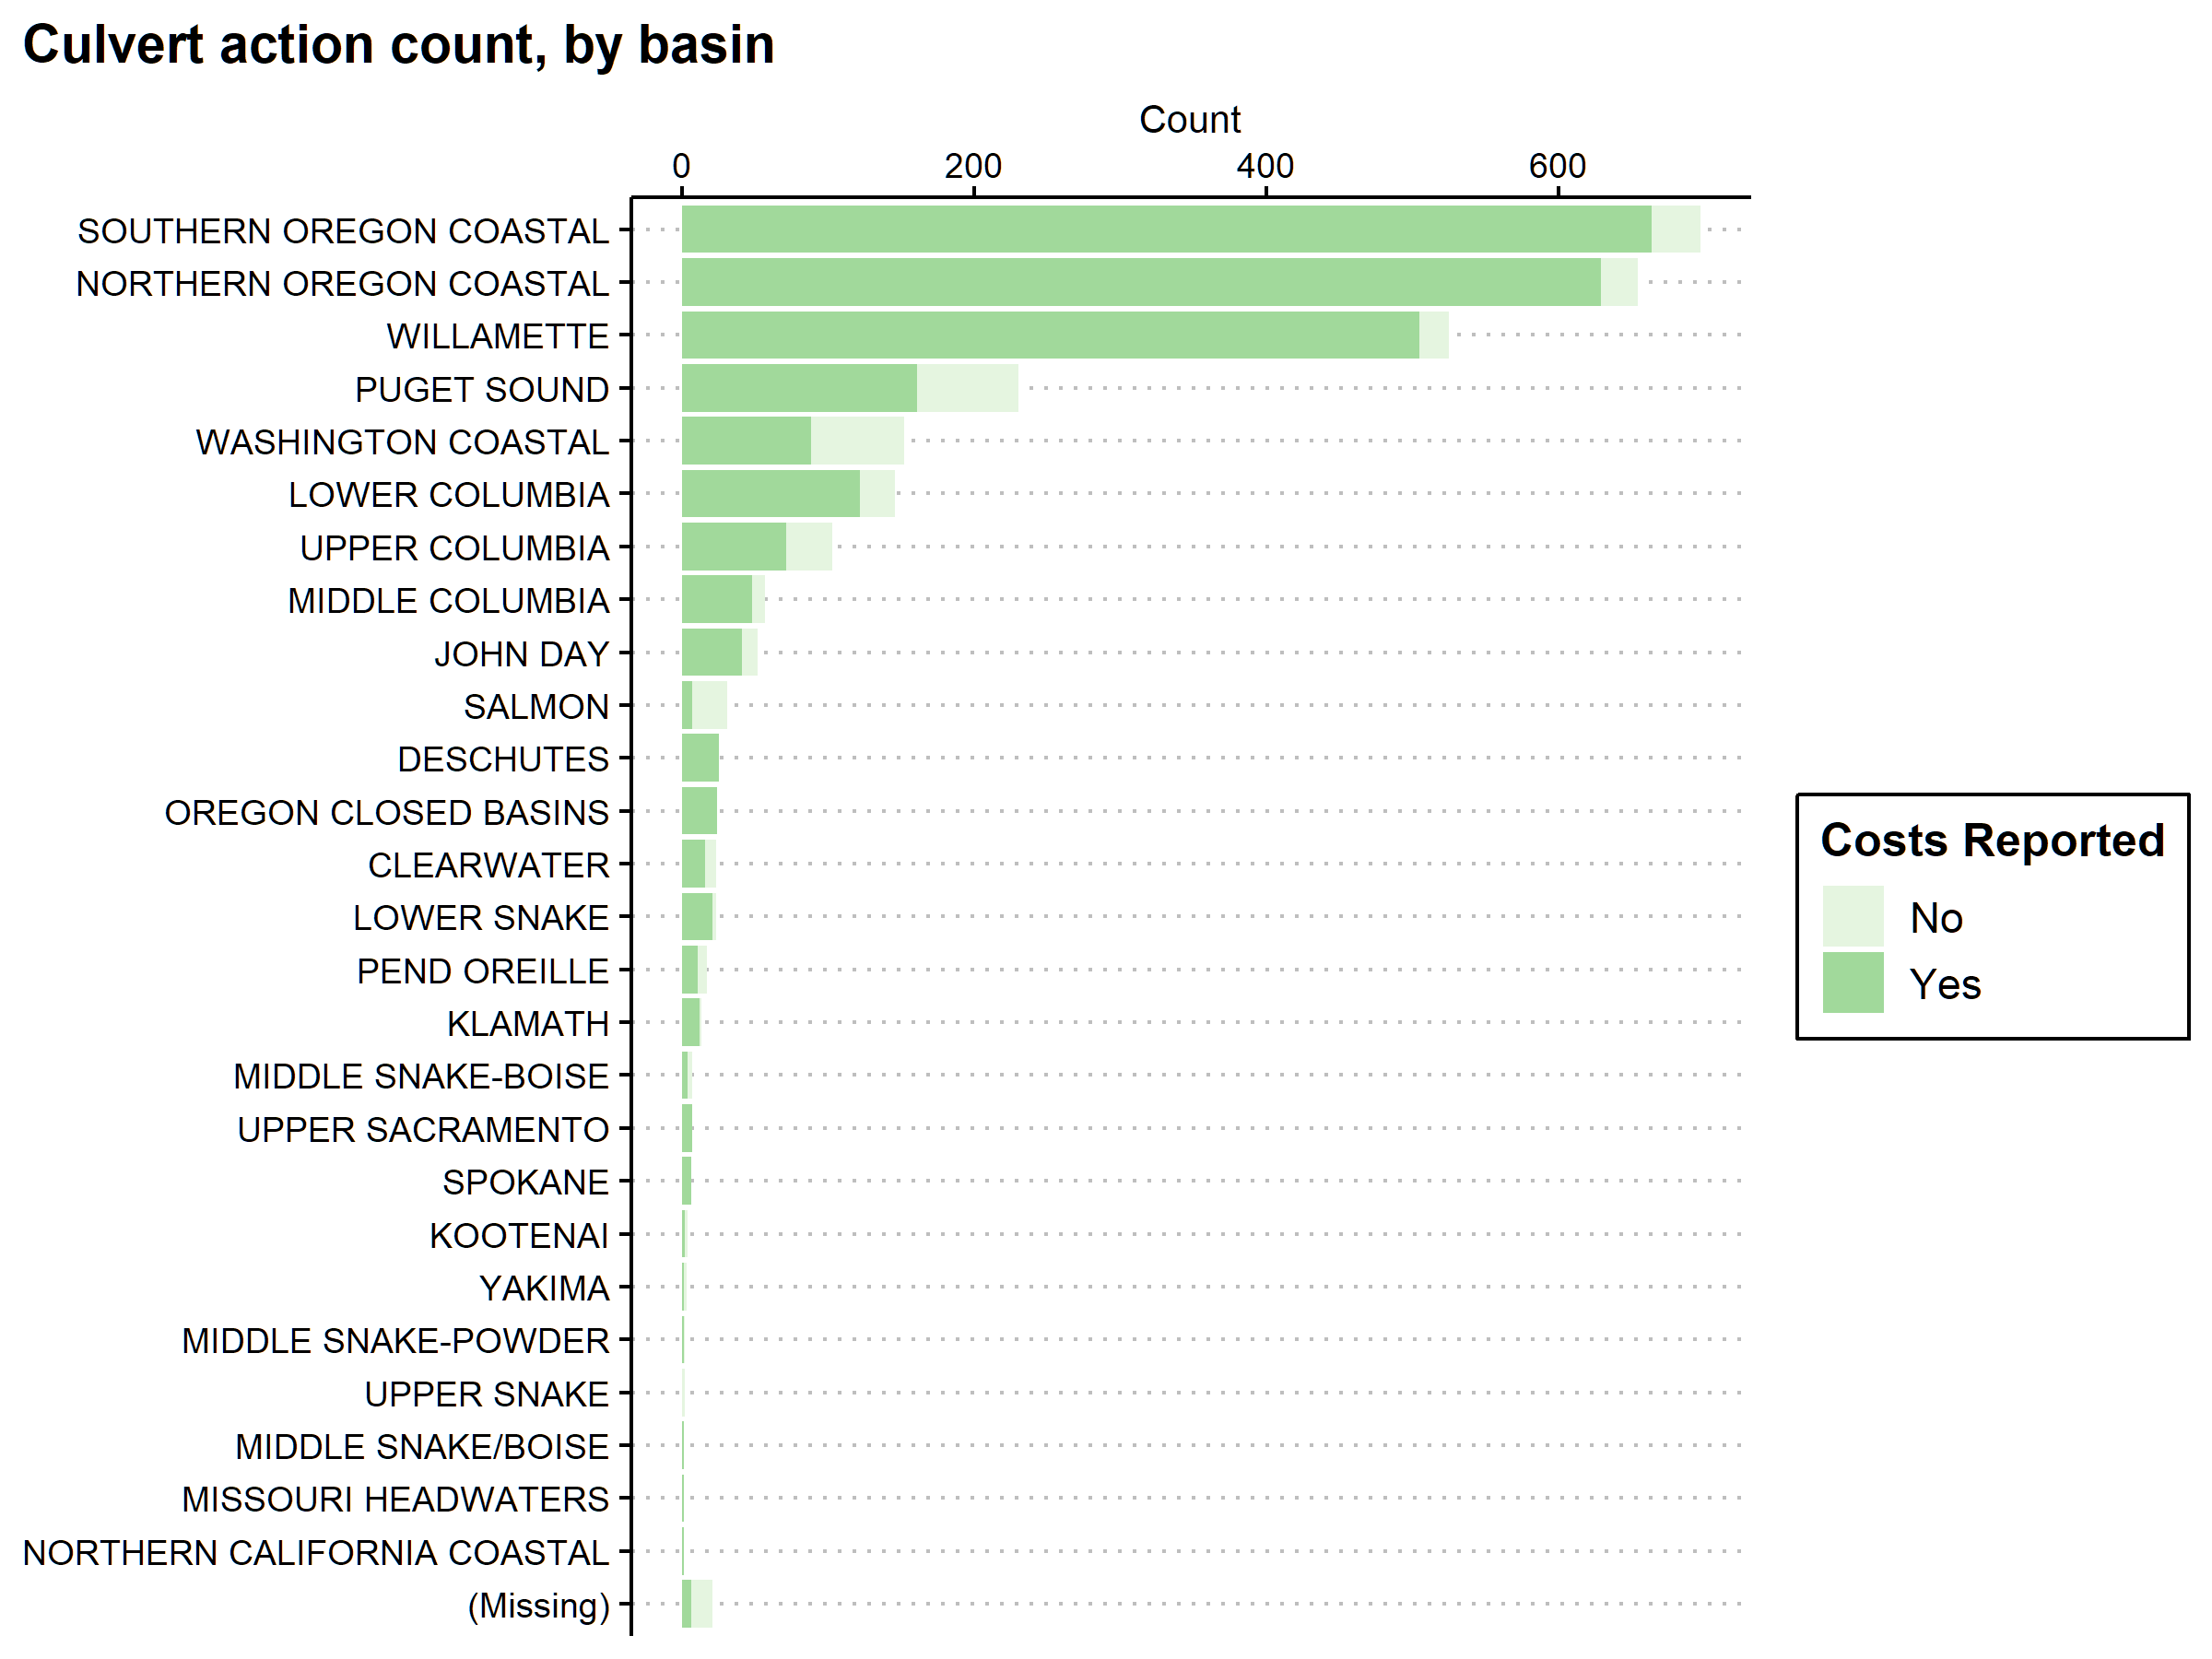 Culvert action count, by basin
Count
0 200 400 600
SOUTHERN OREGON COASTAL
NORTHERN OREGON COASTAL
WILLAMETTE
PUGET SOUND
WASHINGTON COASTAL
LOWER COLUMBIA
UPPER COLUMBIA
MIDDLE COLUMBIA
JOHN DAY
SALMON
DESCHUTES
OREGON CLOSED BASINS
CLEARWATER
LOWER SNAKE
PEND OREILLE
KLAMATH
MIDDLE SNAKE-BOISE
UPPER SACRAMENTO
SPOKANE
KOOTENAI
YAKIMA
MIDDLE SNAKE-POWDER
UPPER SNAKE
MIDDLE SNAKE/BOISE
MISSOURI HEADWATERS
NORTHERN CALIFORNIA COASTAL
(Missing)
Costs Reported
No
Yes